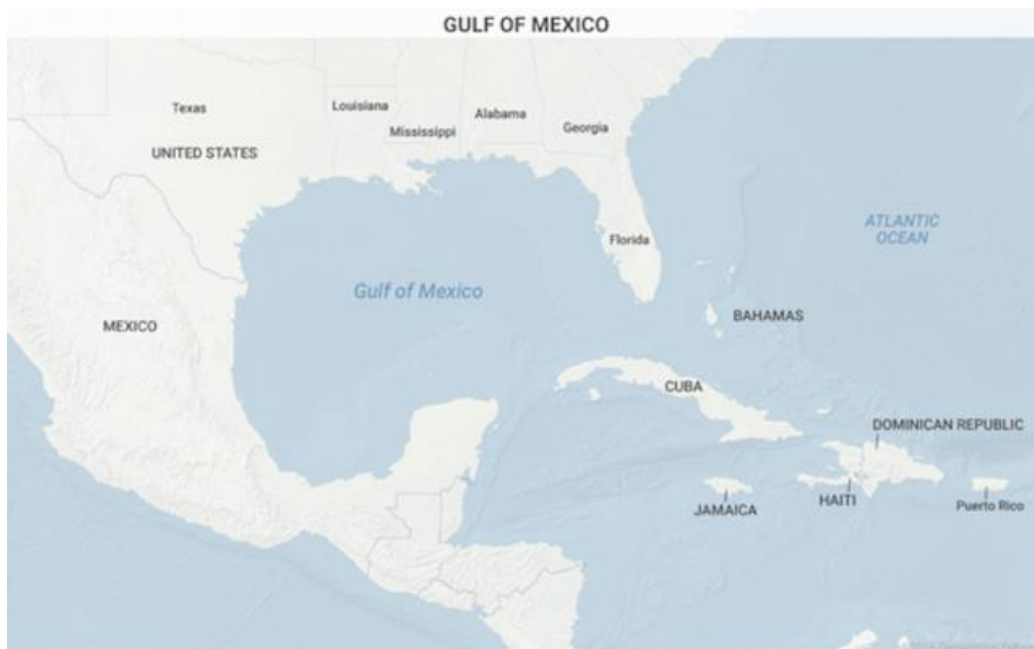 GULF OF MEXICO
Texas
Louisiana
Mississippi
Alabama
Georgia
UNITED STATES
Florida
ATLANTIC
OCEAN
Gulf of Mexico
MEXICO
BAHAMAS
CUBA
DOMINICAN REPUBLIC
JAMAICA
HAITI
Puerto Rico